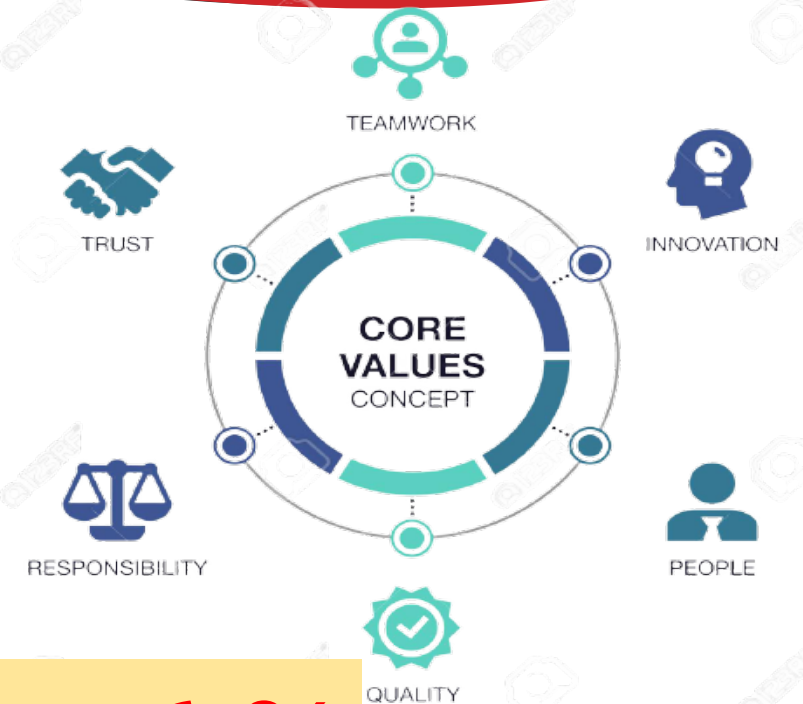 TEAMWORK
TRUST
INNOVATION
CORE
VALUES
CONCEPT
RESPONSIBILITY
PEOPLE
QUALITY